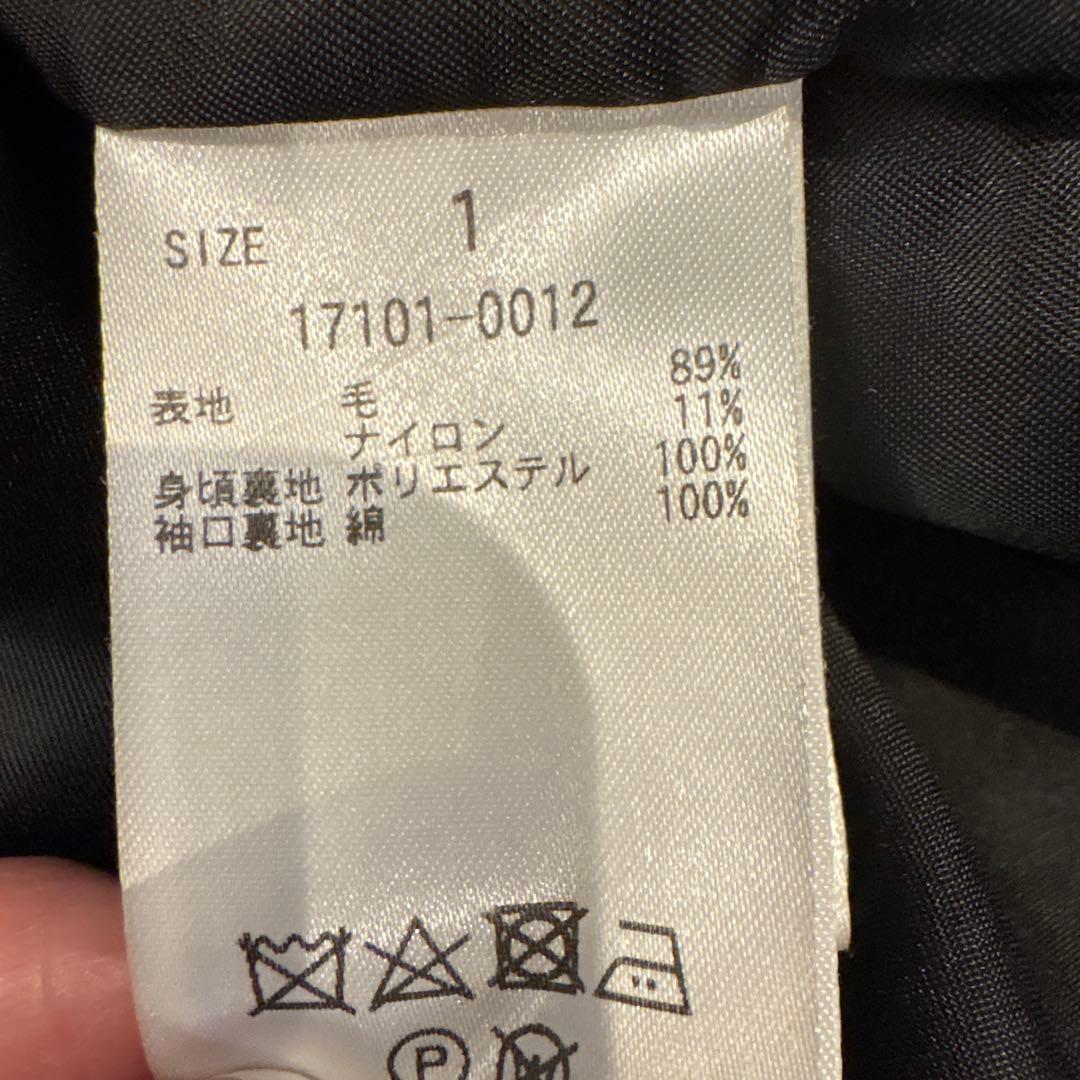 SIZE 1
17101-0012
表地 毛 89%
ナイロン 11%
身頃裏地 ポリエステル 100%
袖口裏地 綿 100%
P W